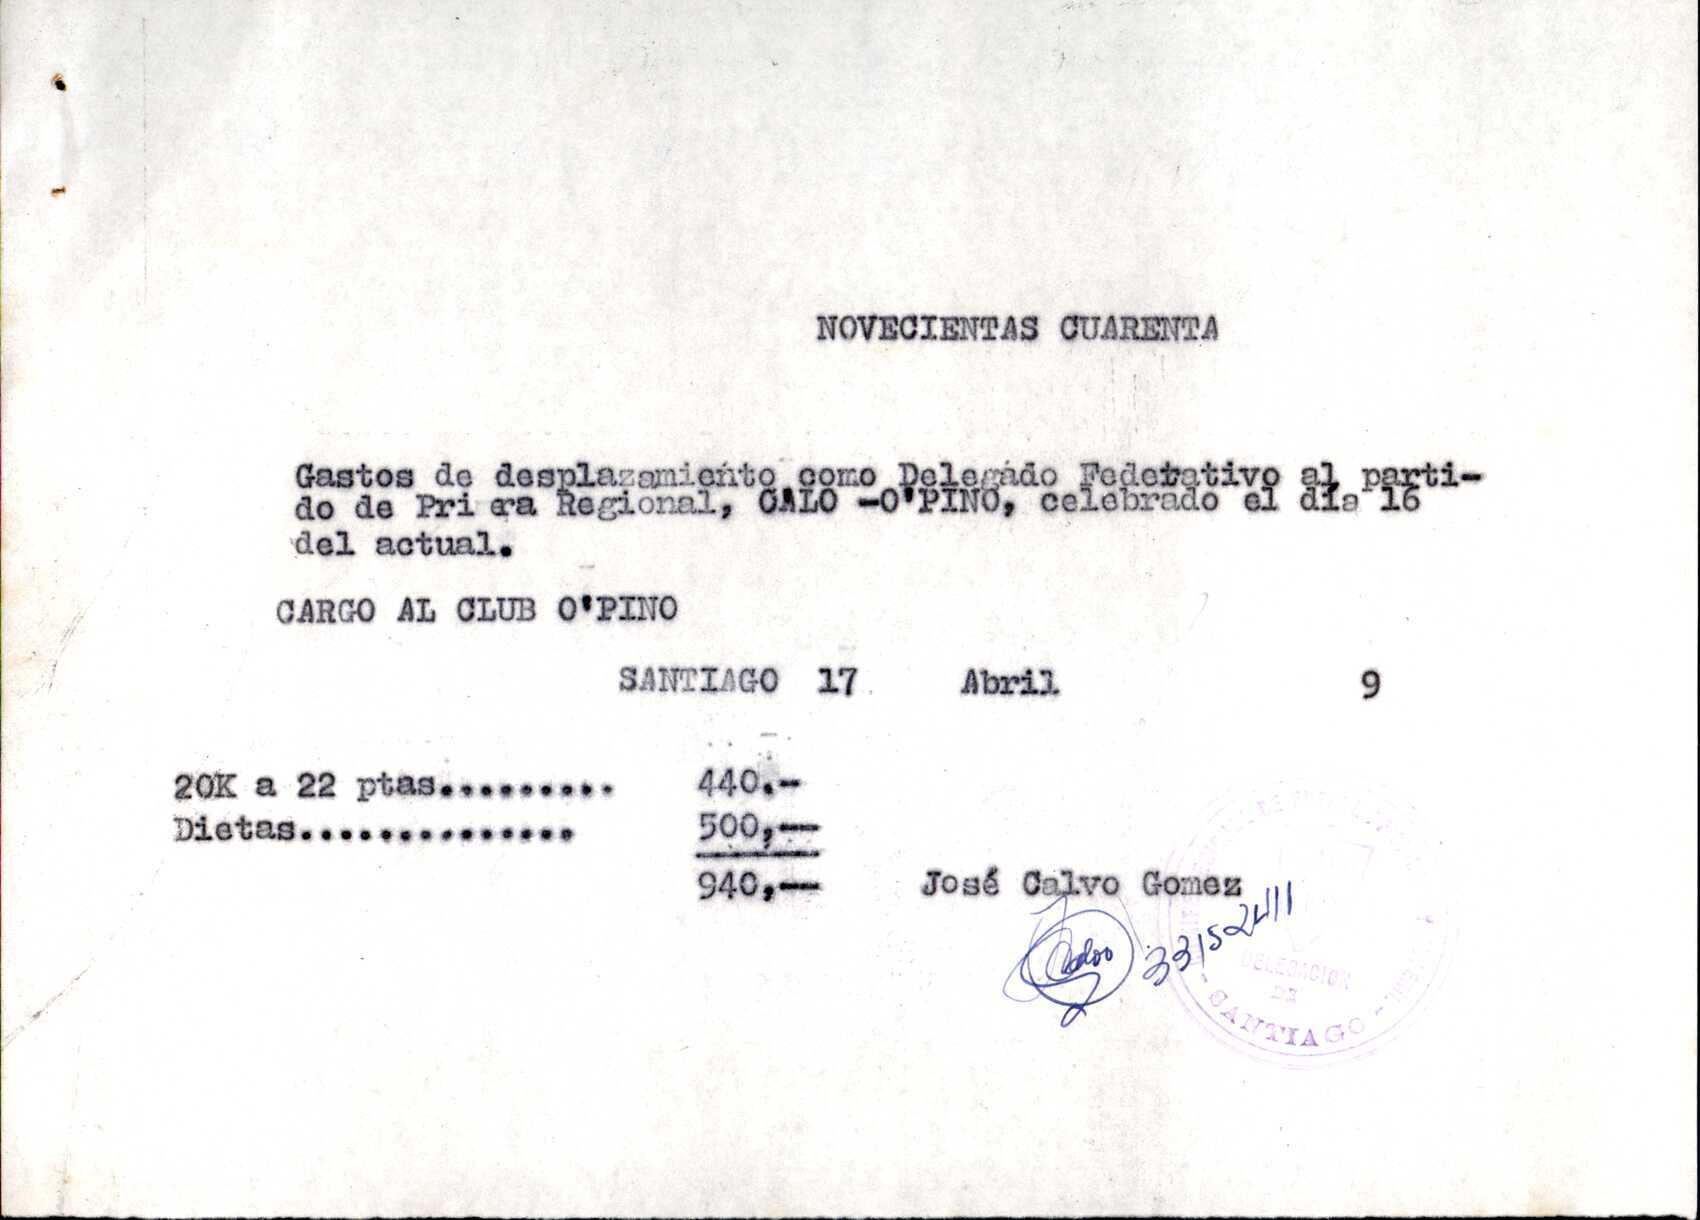 NOVECIENTAS CUARENTA
Gastos de desplazamiento como Delegado Federativo al parti-
do de Pri era Regional, CALO -O'PINO, celebrado el día 16
del actual.
CARGO AL CLUB O'PINO
SANTIAGO 17 Abril 9
20K a 22 ptas......... 440.-
Dietas.............. 500,--
940,--
José Calvo Gomez
Calvo 33152411
DELEGACION
DE
-SANTIAGO-